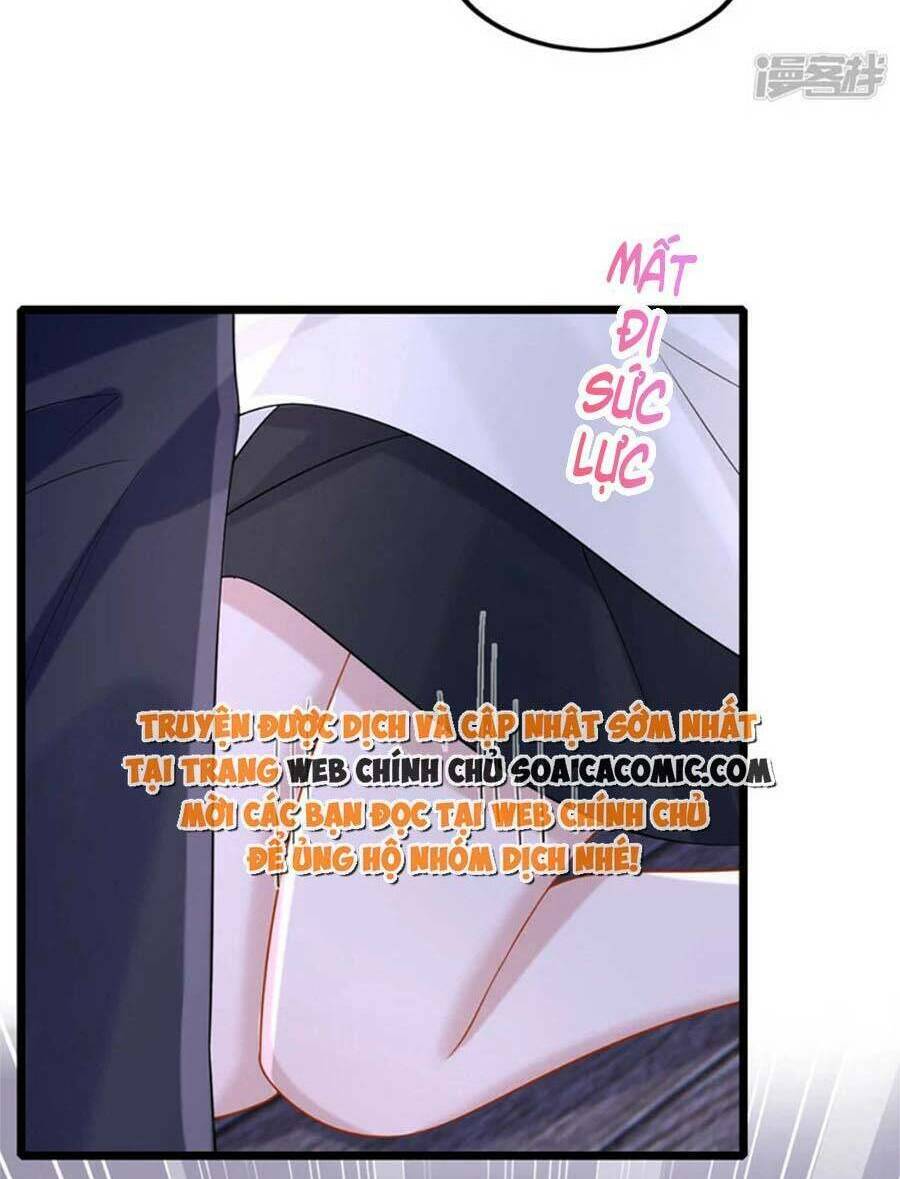 漫客栈
MẤT
ĐI
SỨC
LỰC
TRUYỆN ĐƯỢC DỊCH VÀ CẬP NHẬT SỚM NHẤT
TẠI TRANG WEB CHÍNH CHỦ SOAICACOMIC.COM
MỜI CÁC BẠN ĐỌC TẠI WEB CHÍNH CHỦ
ĐỂ ỦNG HỘ NHÓM DỊCH NHÉ!